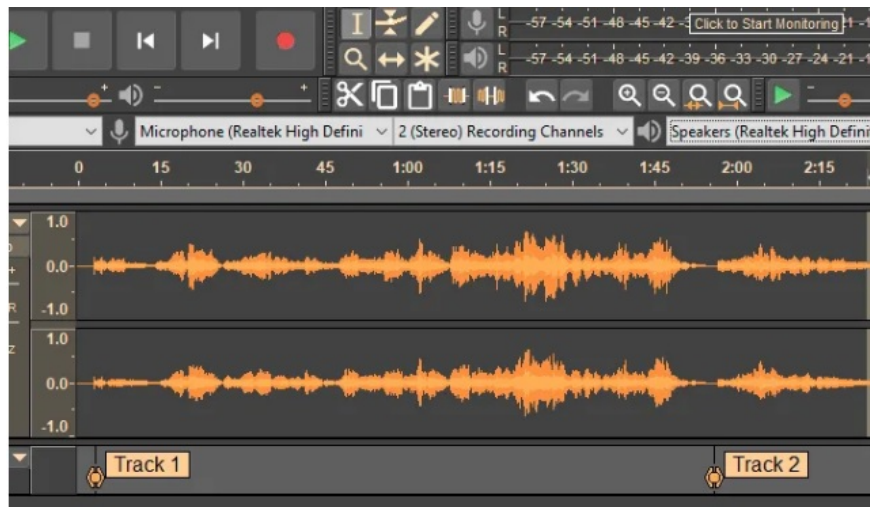 L
R
-57 -54 -51 -48 -45 -42 -3 Click to Start Monitoring 1 -1
L
R
-57 -54 -51 -48 -45 -42 -39 -36 -33 -30 -27 -24 -21 -1
Microphone (Realtek High Defini
2 (Stereo) Recording Channels
Speakers (Realtek High Defini
0 15 30 45 1:00 1:15 1:30 1:45 2:00 2:15
1.0
0.0
-1.0
R
1.0
0.0
-1.0
Track 1
Track 2